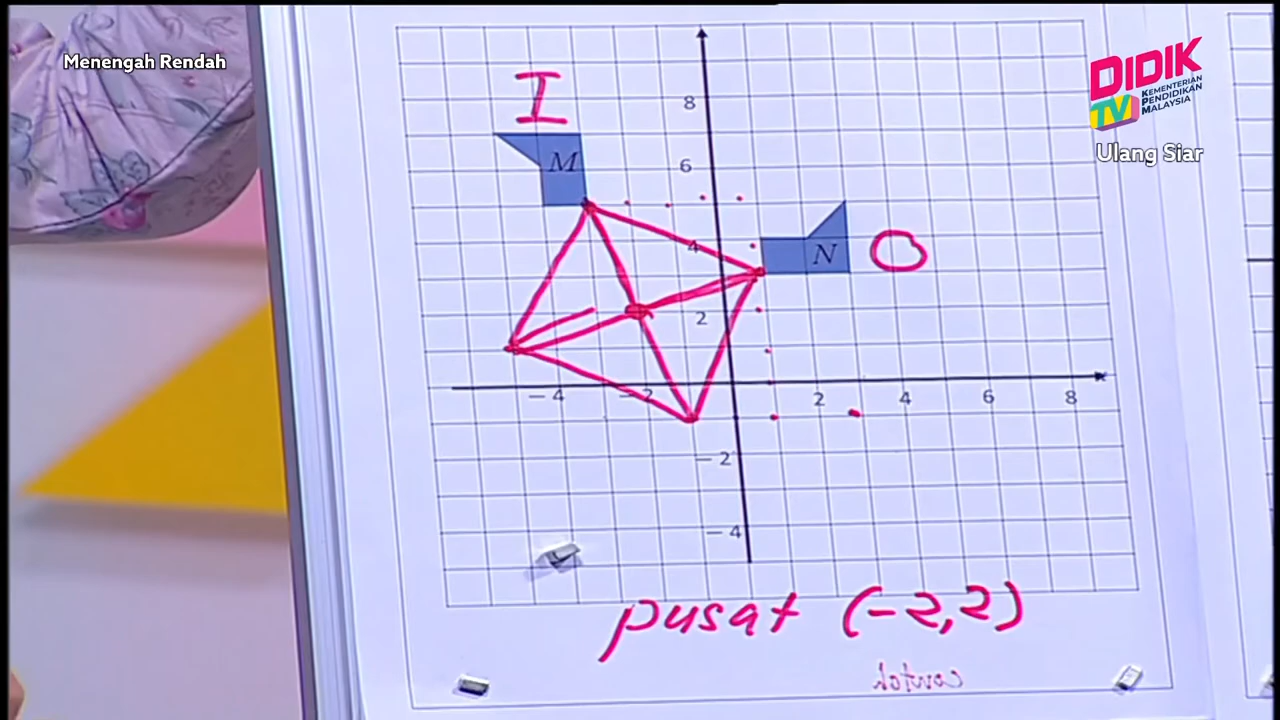 Menengah Rendah
DIDIK
TV
KEMENTERIAN
PENDIDIKAN
MALAYSIA
Ulang Siar
I
8
M
6
4
N
O
2
-4
-2
2
4
6
8
-2
-4
pusat (-2,2)
contoh